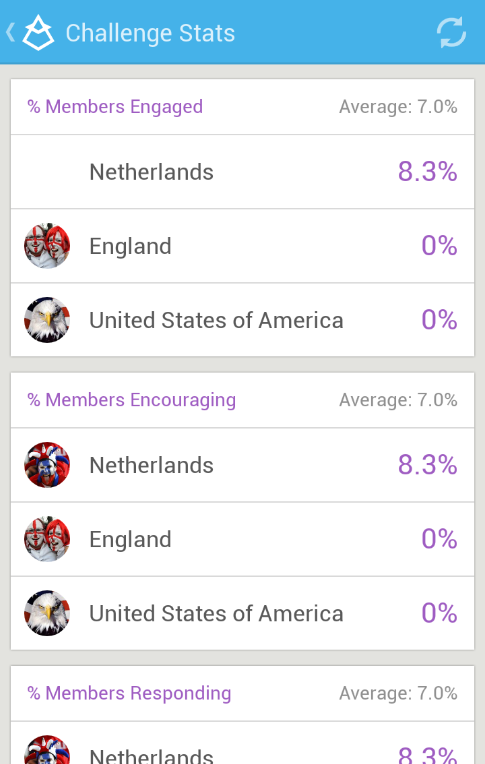 Challenge Stats
% Members Engaged Average: 7.0%
Netherlands 8.3%
England 0%
United States of America 0%
% Members Encouraging Average: 7.0%
Netherlands 8.3%
England 0%
United States of America 0%
% Members Responding Average: 7.0%
Netherlands 8.3%